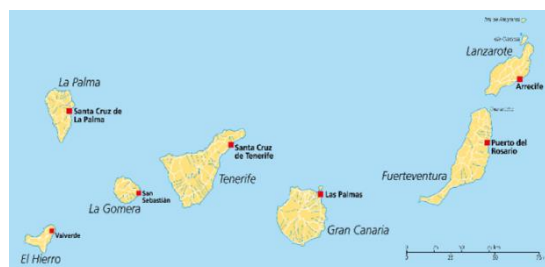 Lanzarote
Arrecife
La Palma
Santa Cruz de
La Palma
Santa Cruz
de Tenerife
Tenerife
Puerto del
Rosario
Fuerteventura
San
Sebastián
La Gomera
Las Palmas
Gran Canaria
Valverde
El Hierro
0